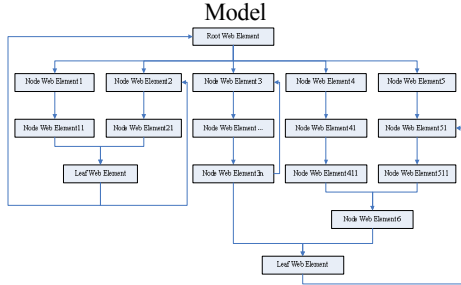 Model
Root Web Element
Node Web Element1 Node Web Element2 Node Web Element3 Node Web Element4 Node Web Element5
Node Web Element11 Node Web Element21 Node Web Element ... Node Web Element41 Node Web Element51
Leaf Web Element Node Web Element3n Node Web Element411 Node Web Element511
Node Web Element6
Leaf Web Element